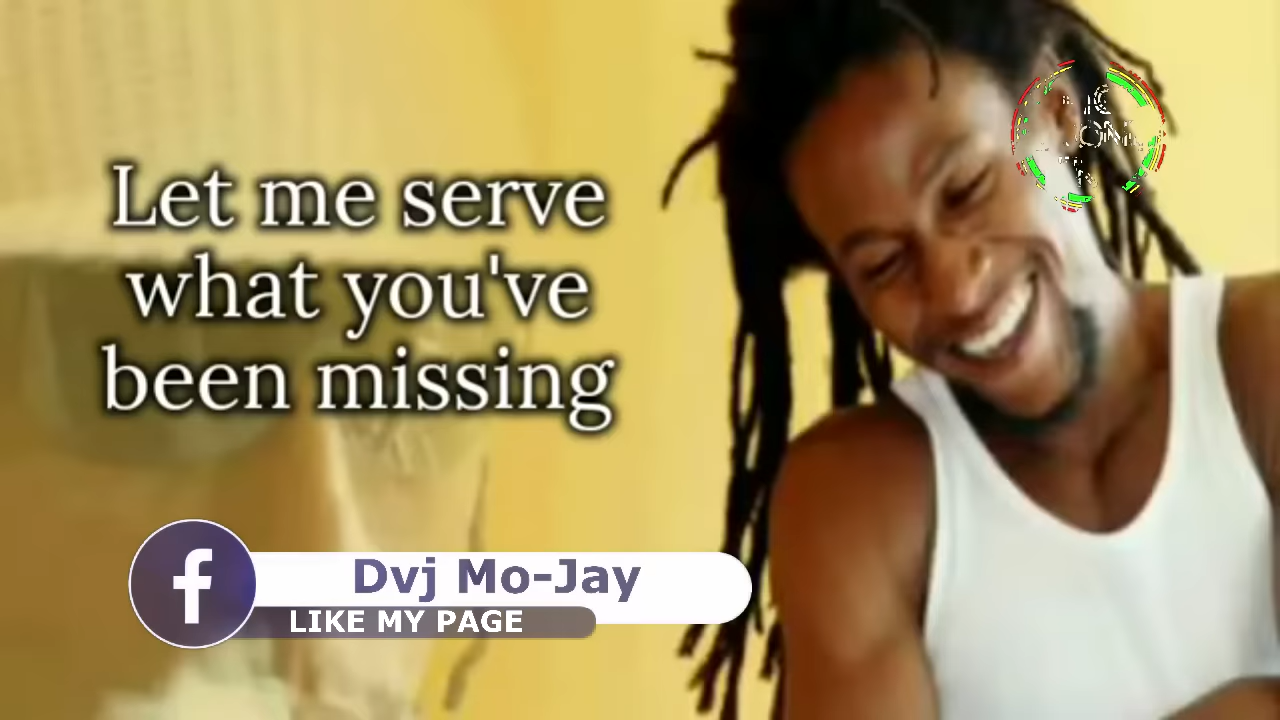 Let me serve
what you've
been missing
Dvj Mo-Jay
LIKE MY PAGE